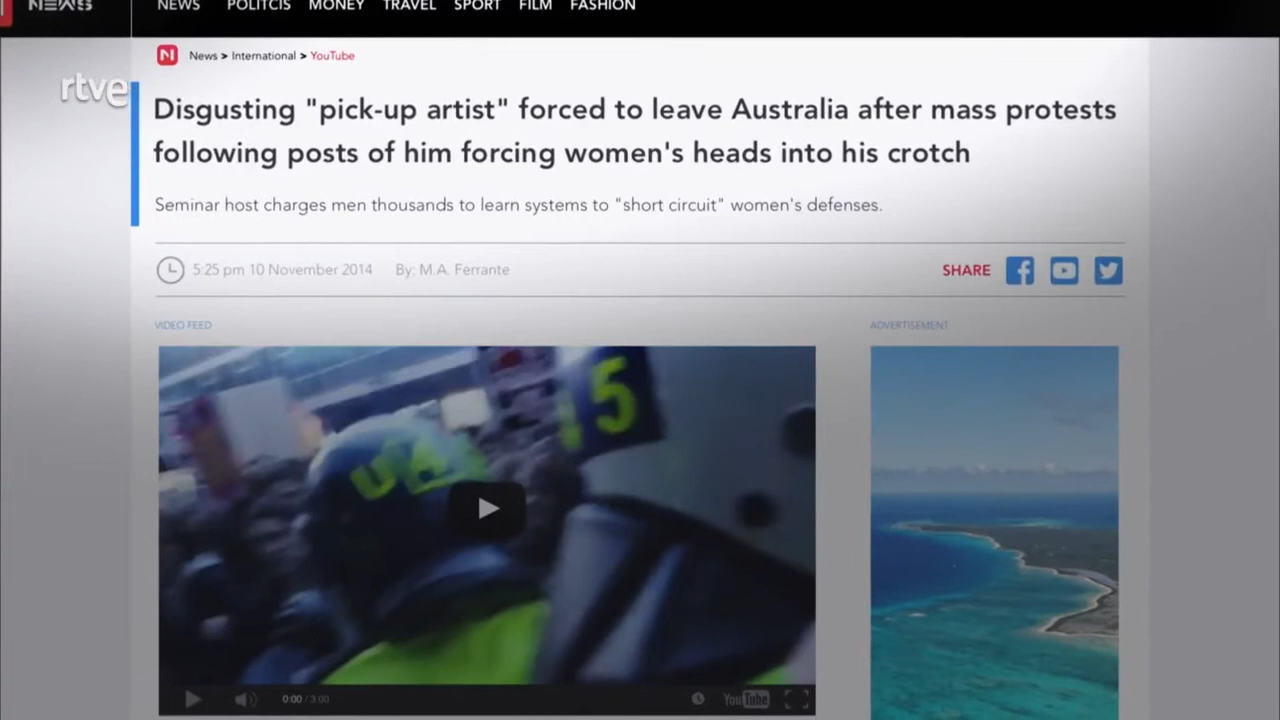 NEWS
NEWS POLITCIS MONEY TRAVEL SPORT FILM FASHION
N News > International > YouTube
rtve
Disgusting "pick-up artist" forced to leave Australia after mass protests
following posts of him forcing women's heads into his crotch
Seminar host charges men thousands to learn systems to "short circuit" women's defenses.
5:25 pm 10 November 2014 By: M.A. Ferrante
SHARE
VIDEO FEED
ADVERTISEMENT
5
0:00 / 3:00
YouTube